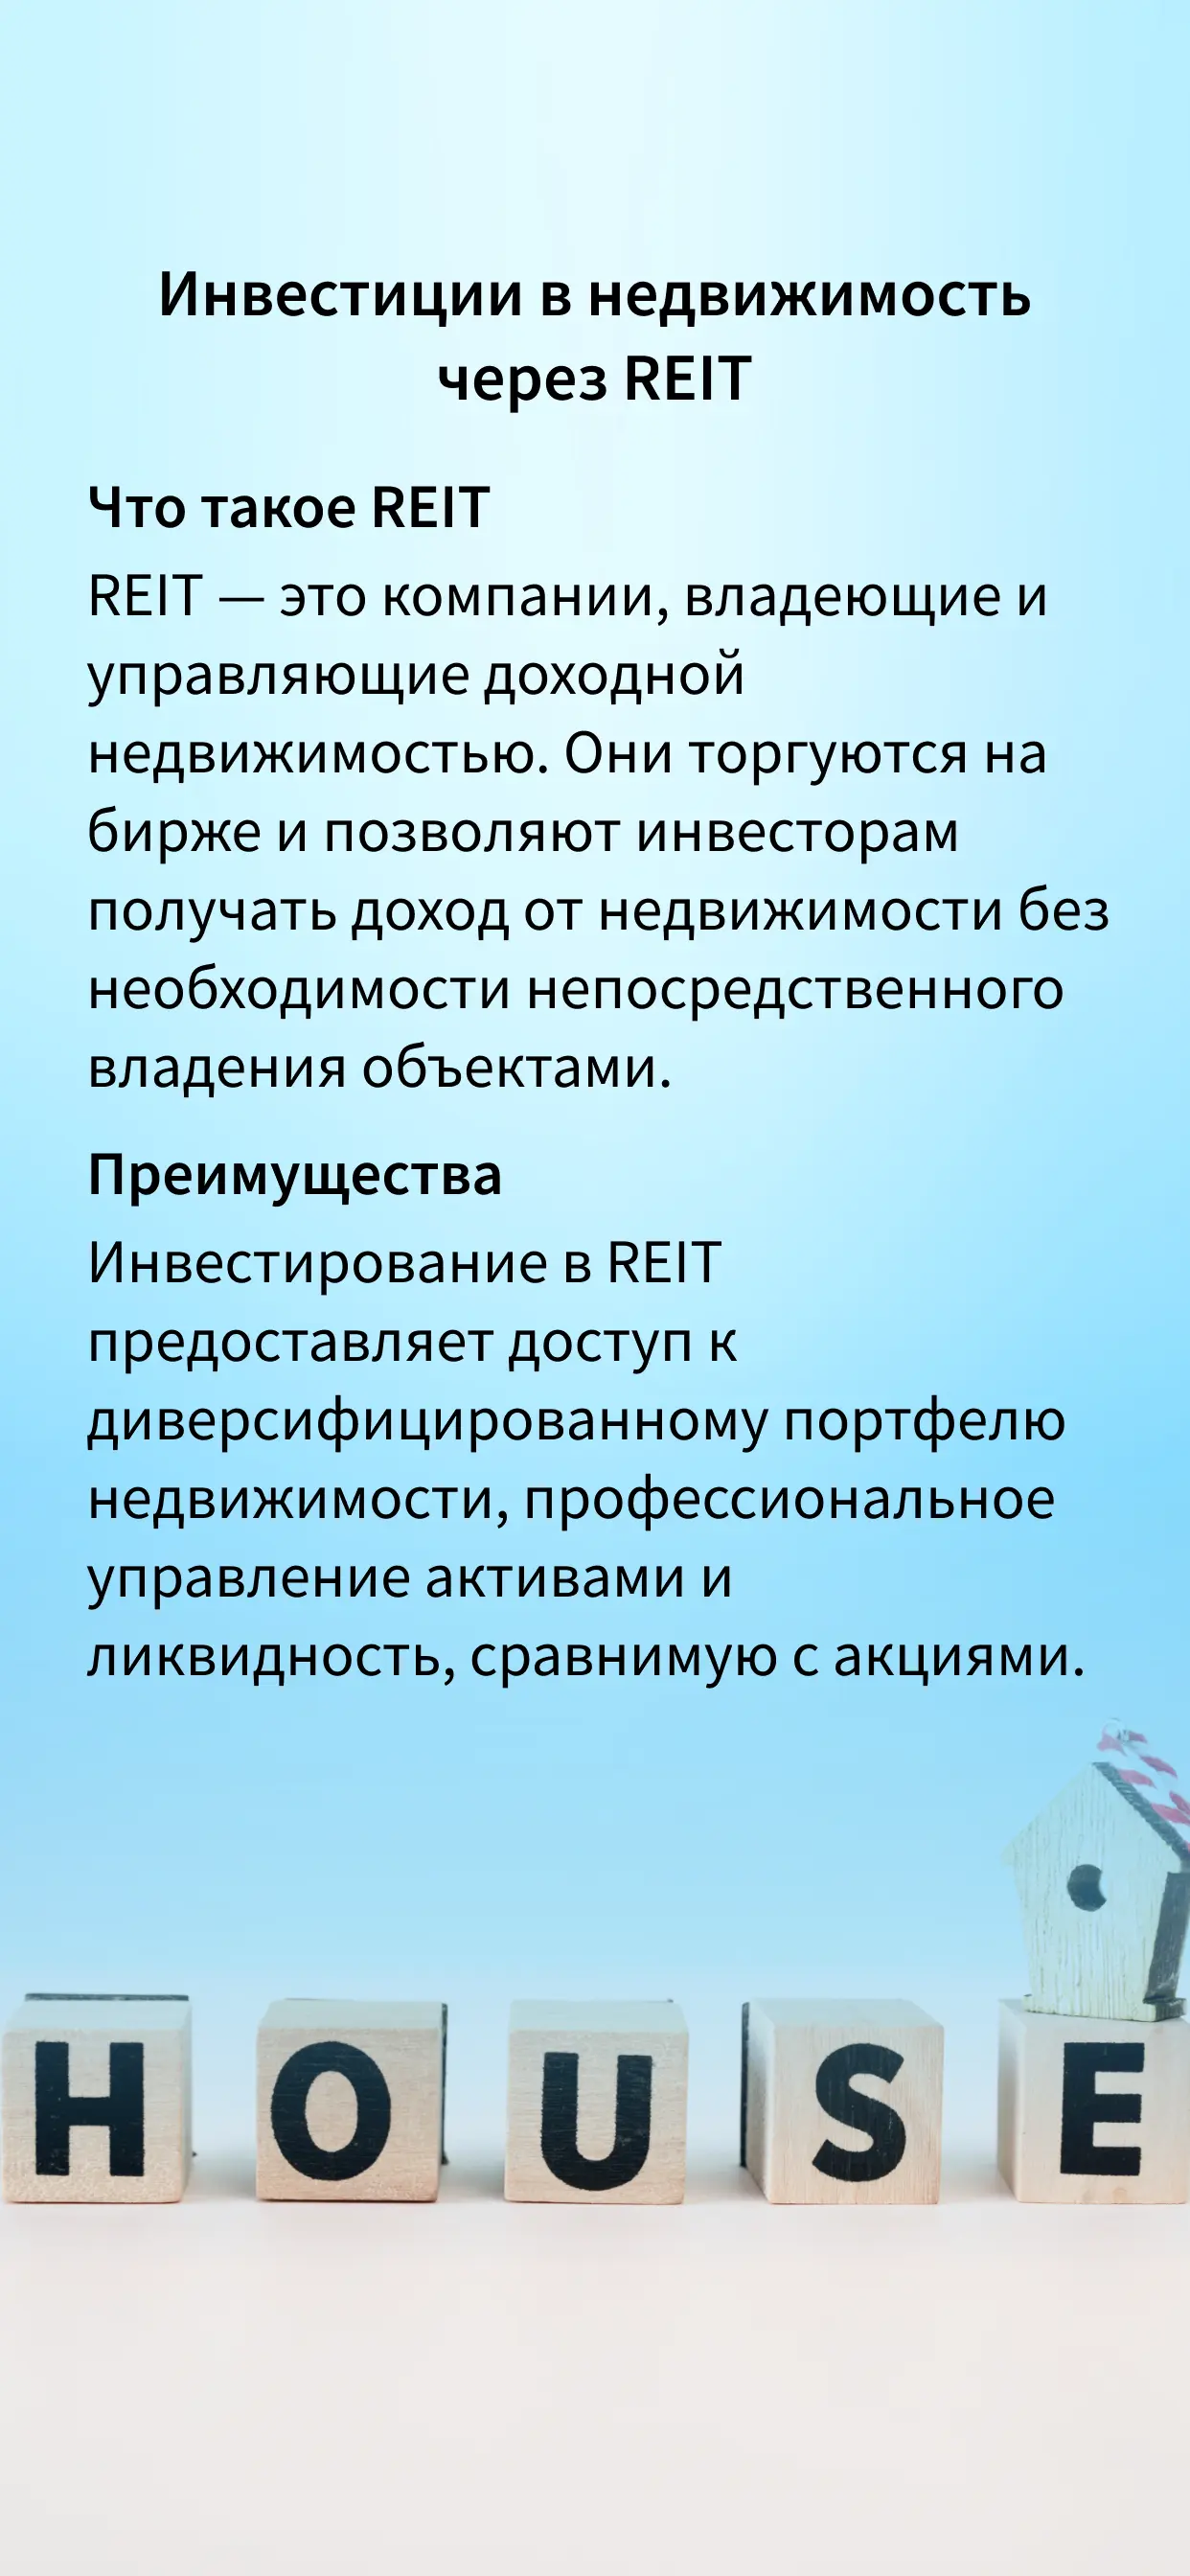 Инвестиции в недвижимость
через REIT
Что такое REIT
REIT — это компании, владеющие и
управляющие доходной
недвижимостью. Они торгуются на
бирже и позволяют инвесторам
получать доход от недвижимости без
необходимости непосредственного
владения объектами.
Преимущества
Инвестирование в REIT
предоставляет доступ к
диверсифицированному портфелю
недвижимости, профессиональное
управление активами и
ликвидность, сравнимую с акциями.
HOUSE